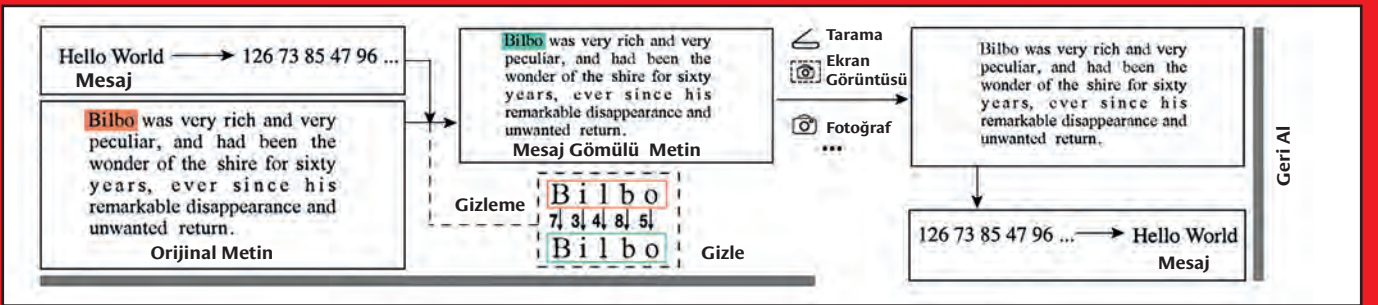 Hello World → 126 73 85 47 96 ...
Mesaj
Bilbo was very rich and very
peculiar, and had been the
wonder of the shire for sixty
years, ever since his
remarkable disappearance and
unwanted return.
Orijinal Metin
Bilbo was very rich and very
peculiar, and had been the
wonder of the shire for sixty
years, ever since his
remarkable disappearance and
unwanted return.
Mesaj Gömülü Metin
Gizleme
Bilbo
7 3 4 8 5
Bilbo
Gizle
Tarama
Ekran
Görüntüsü
Fotoğraf
...
Bilbo was very rich and very
peculiar, and had been the
wonder of the shire for sixty
years, ever since his
remarkable disappearance and
unwanted return.
126 73 85 47 96 ... → Hello World
Mesaj
Geri Al